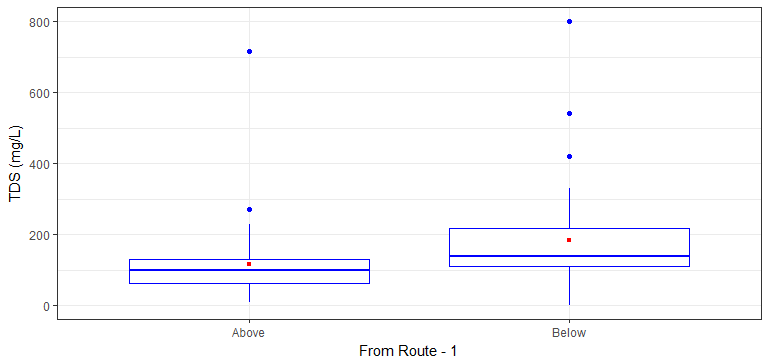 TDS (mg/L)
800
600
400
200
0
Above
Below
From Route - 1